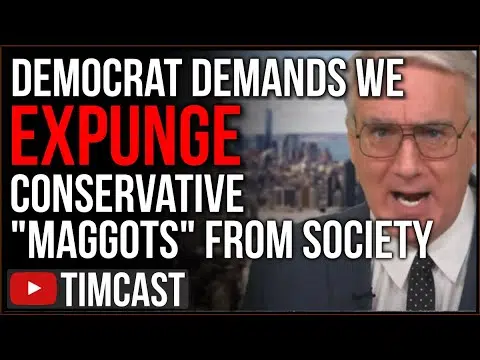 DEMOCRAT DEMANDS WE
EXPUNGE
CONSERVATIVE
"MAGGOTS" FROM SOCIETY
TIMCAST